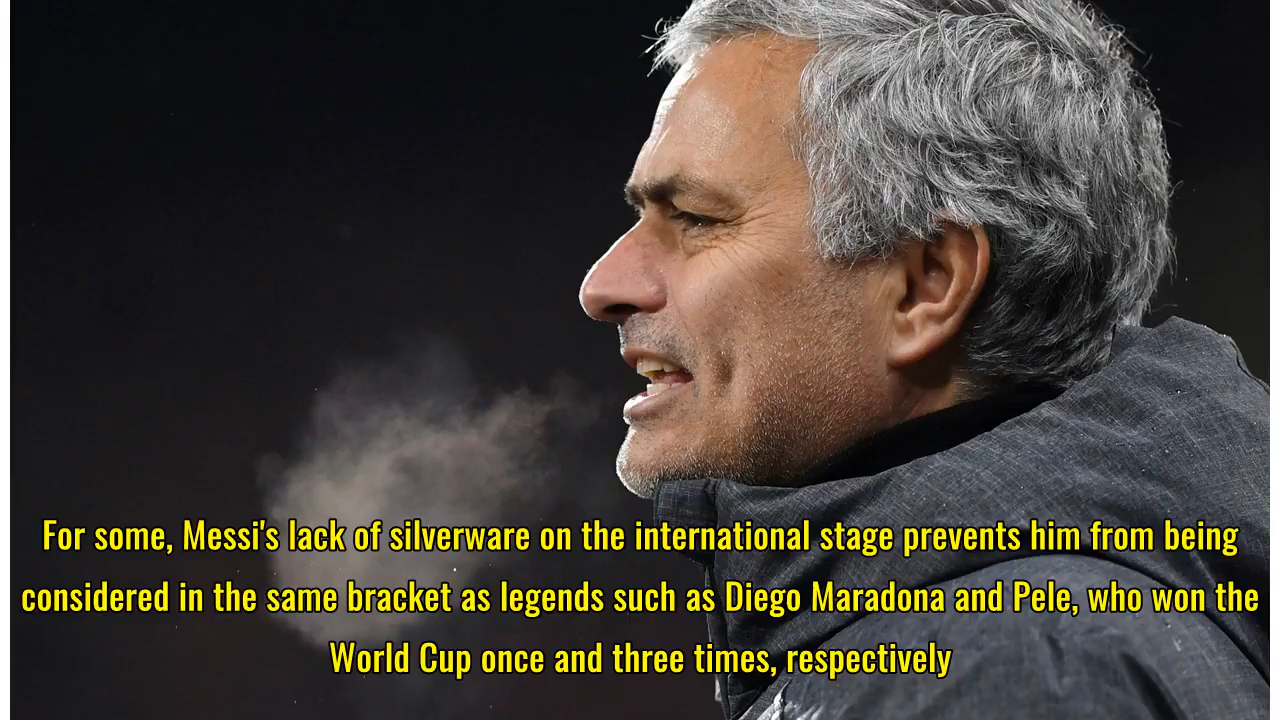 For some, Messi's lack of silverware on the international stage prevents him from being
considered in the same bracket as legends such as Diego Maradona and Pele, who won the
World Cup once and three times, respectively